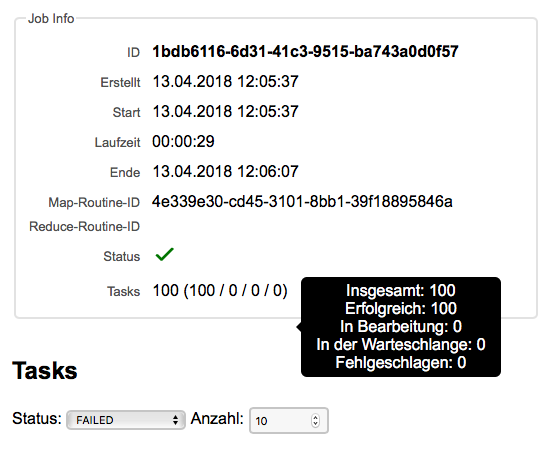 Job Info
ID 1bdb6116-6d31-41c3-9515-ba743a0d0f57
Erstellt 13.04.2018 12:05:37
Start 13.04.2018 12:05:37
Laufzeit 00:00:29
Ende 13.04.2018 12:06:07
Map-Routine-ID 4e339e30-cd45-3101-8bb1-39f18895846a
Reduce-Routine-ID
Status
Tasks 100 (100 / 0 / 0 / 0)
Insgesamt: 100
Erfolgreich: 100
In Bearbeitung: 0
In der Warteschlange: 0
Fehlgeschlagen: 0
Tasks
Status: FAILED Anzahl: 10